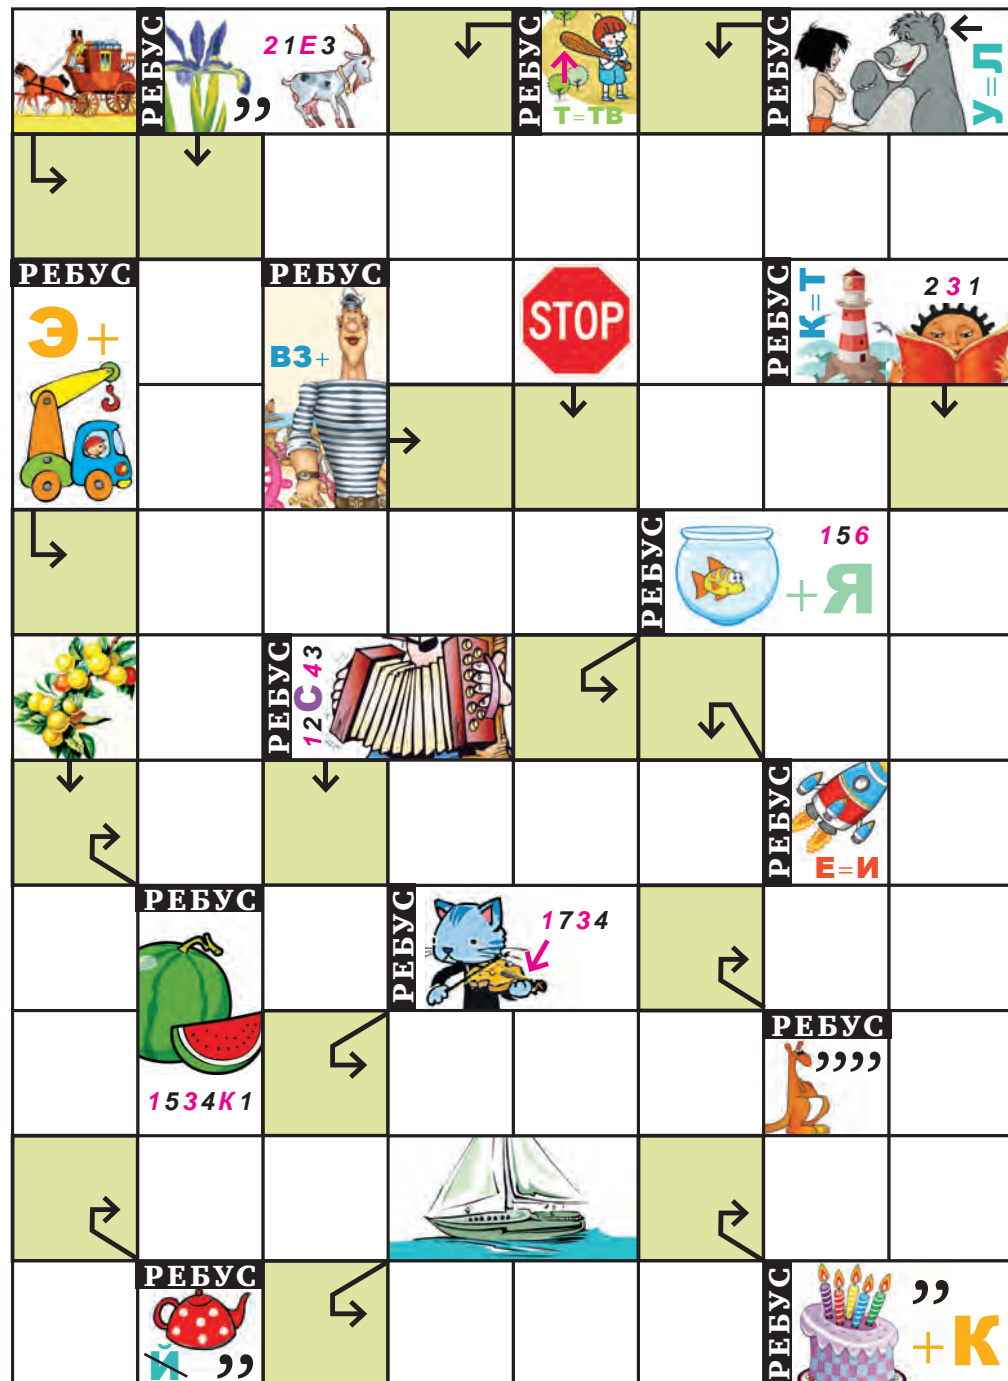 РЕБУС
21Е3
,,
РЕБУС
Т=ТВ
РЕБУС
У=Л
РЕБУС
Э+
РЕБУС
ВЗ+
STOP
РЕБУС
К=Т
231
РЕБУС
156
+Я
РЕБУС
12С43
РЕБУС
Е=И
РЕБУС
1534К1
РЕБУС
1734
РЕБУС
,,,,
РЕБУС
Й
,,
РЕБУС
,,
+К